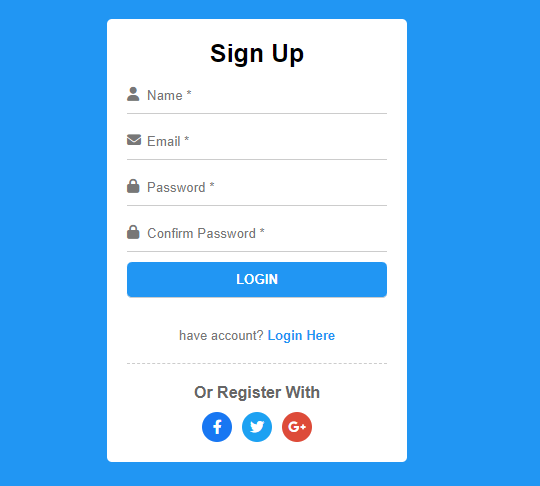 Sign Up
Name *
Email *
Password *
Confirm Password *
LOGIN
have account? Login Here
Or Register With